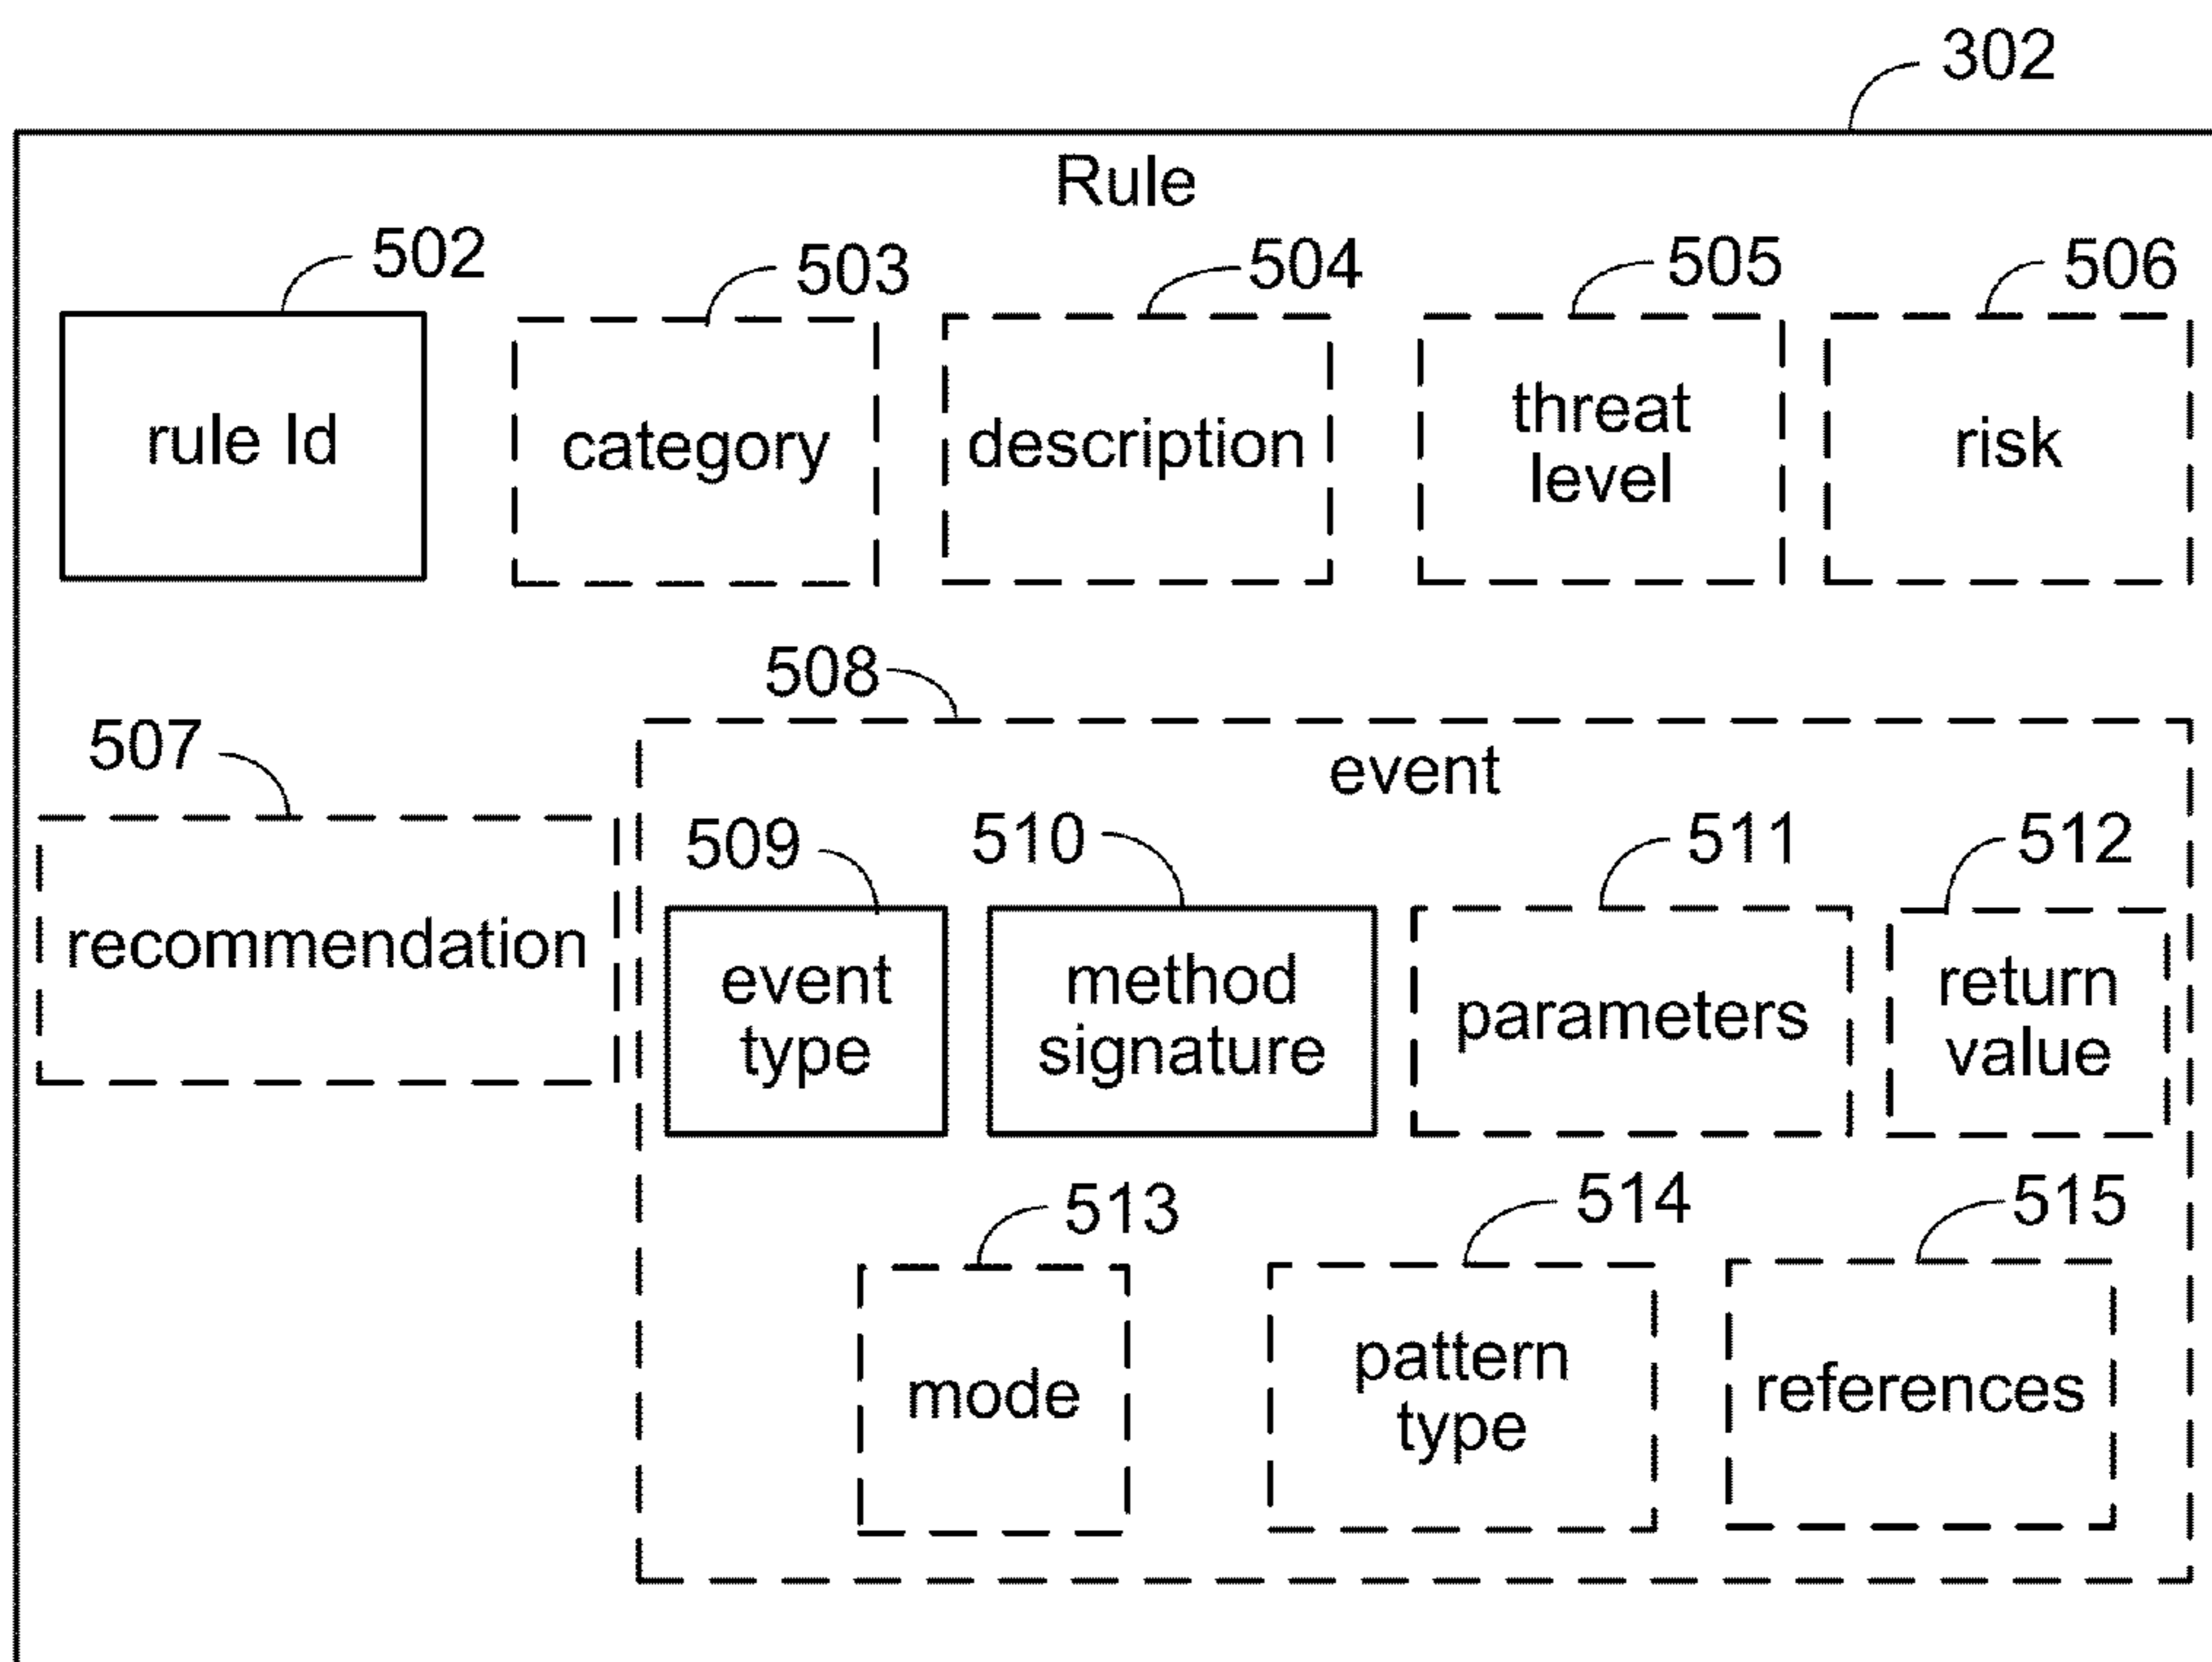 302
Rule
502
503
504
505
506
rule Id
category
description
threat
level
risk
508
507
event
509
510
511
512
recommendation
event
type
method
signature
parameters
return
value
513
514
515
mode
pattern
type
references